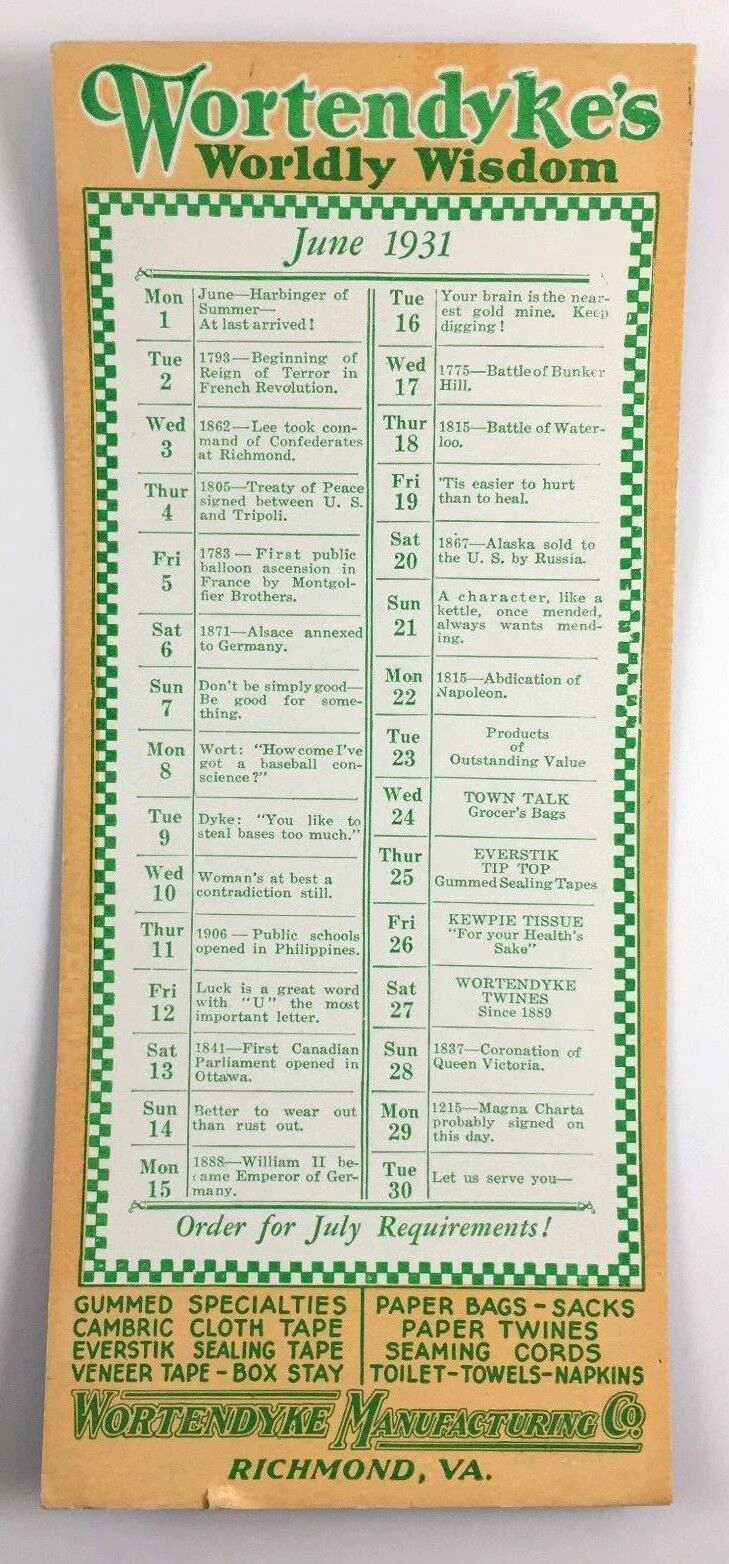 Wortendyke's
Worldly Wisdom
June 1931
Mon
1
June—Harbinger of
Summer—
At last arrived!
Tue
2
1793—Beginning of
Reign of Terror in
French Revolution.
Wed
3
1862—Lee took com-
mand of Confederates
at Richmond.
Thur
4
1805—Treaty of Peace
signed between U. S.
and Tripoli.
Fri
5
1783—First public
balloon ascension in
France by Montgol-
fier Brothers.
Sat
6
1871—Alsace annexed
to Germany.
Sun
7
Don't be simply good—
Be good for some-
thing.
Mon
8
Wort: "How come I've
got a baseball con-
science?"
Tue
9
Dyke: "You like to
steal bases too much."
Wed
10
Woman's at best a
contradiction still.
Thur
11
1906—Public schools
opened in Philippines.
Fri
12
Luck is a great word
with "U" the most
important letter.
Sat
13
1841—First Canadian
Parliament opened in
Ottawa.
Sun
14
Better to wear out
than rust out.
Mon
15
1888—William II be-
came Emperor of Ger-
many.
Tue
16
Your brain is the near-
est gold mine. Keep
digging!
Wed
17
1775—Battle of Bunker
Hill.
Thur
18
1815—Battle of Water-
loo.
Fri
19
'Tis easier to hurt
than to heal.
Sat
20
1867—Alaska sold to
the U. S. by Russia.
Sun
21
A character, like a
kettle, once mended,
always wants mend-
ing.
Mon
22
1815—Abdication of
Napoleon.
Tue
23
Products
of
Outstanding Value
Wed
24
TOWN TALK
Grocer's Bags
Thur
25
EVERSTIK
TIP TOP
Gummed Sealing Tapes
Fri
26
KEWPIE TISSUE
"For your Health's
Sake"
Sat
27
WORTENDYKE
TWINES
Since 1889
Sun
28
1837—Coronation of
Queen Victoria.
Mon
29
1215—Magna Charta
probably signed on
this day.
Tue
30
Let us serve you—
Order for July Requirements!
GUMMED SPECIALTIES
CAMBRIC CLOTH TAPE
EVERSTIK SEALING TAPE
VENEER TAPE - BOX STAY
PAPER BAGS - SACKS
PAPER TWINES
SEAMING CORDS
TOILET-TOWELS-NAPKINS
WORTENDYKE MANUFACTURING CO.
RICHMOND, VA.